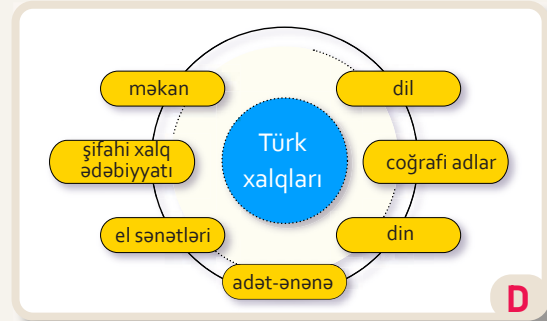 məkan
dil
Türk
xalqları
şifahi xalq
ədəbiyyatı
coğrafi adlar
el sənətləri
din
adət-ənənə
D